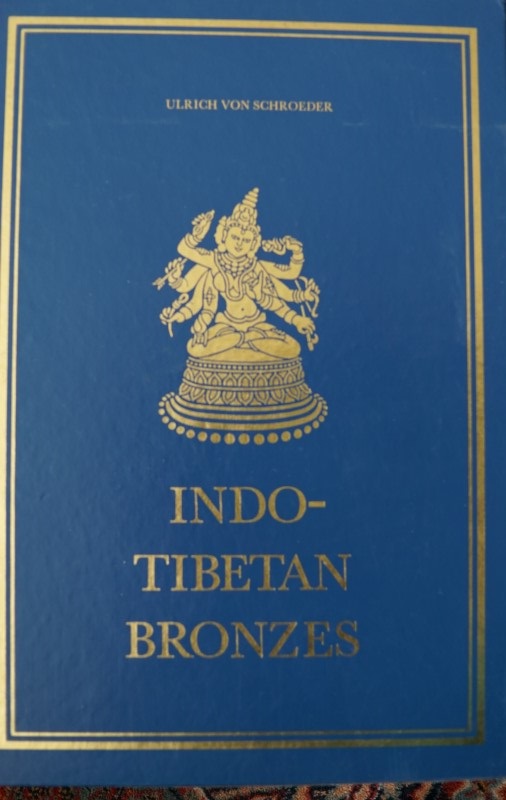 ULRICH VON SCHROEDER
INDO-
TIBETAN
BRONZES